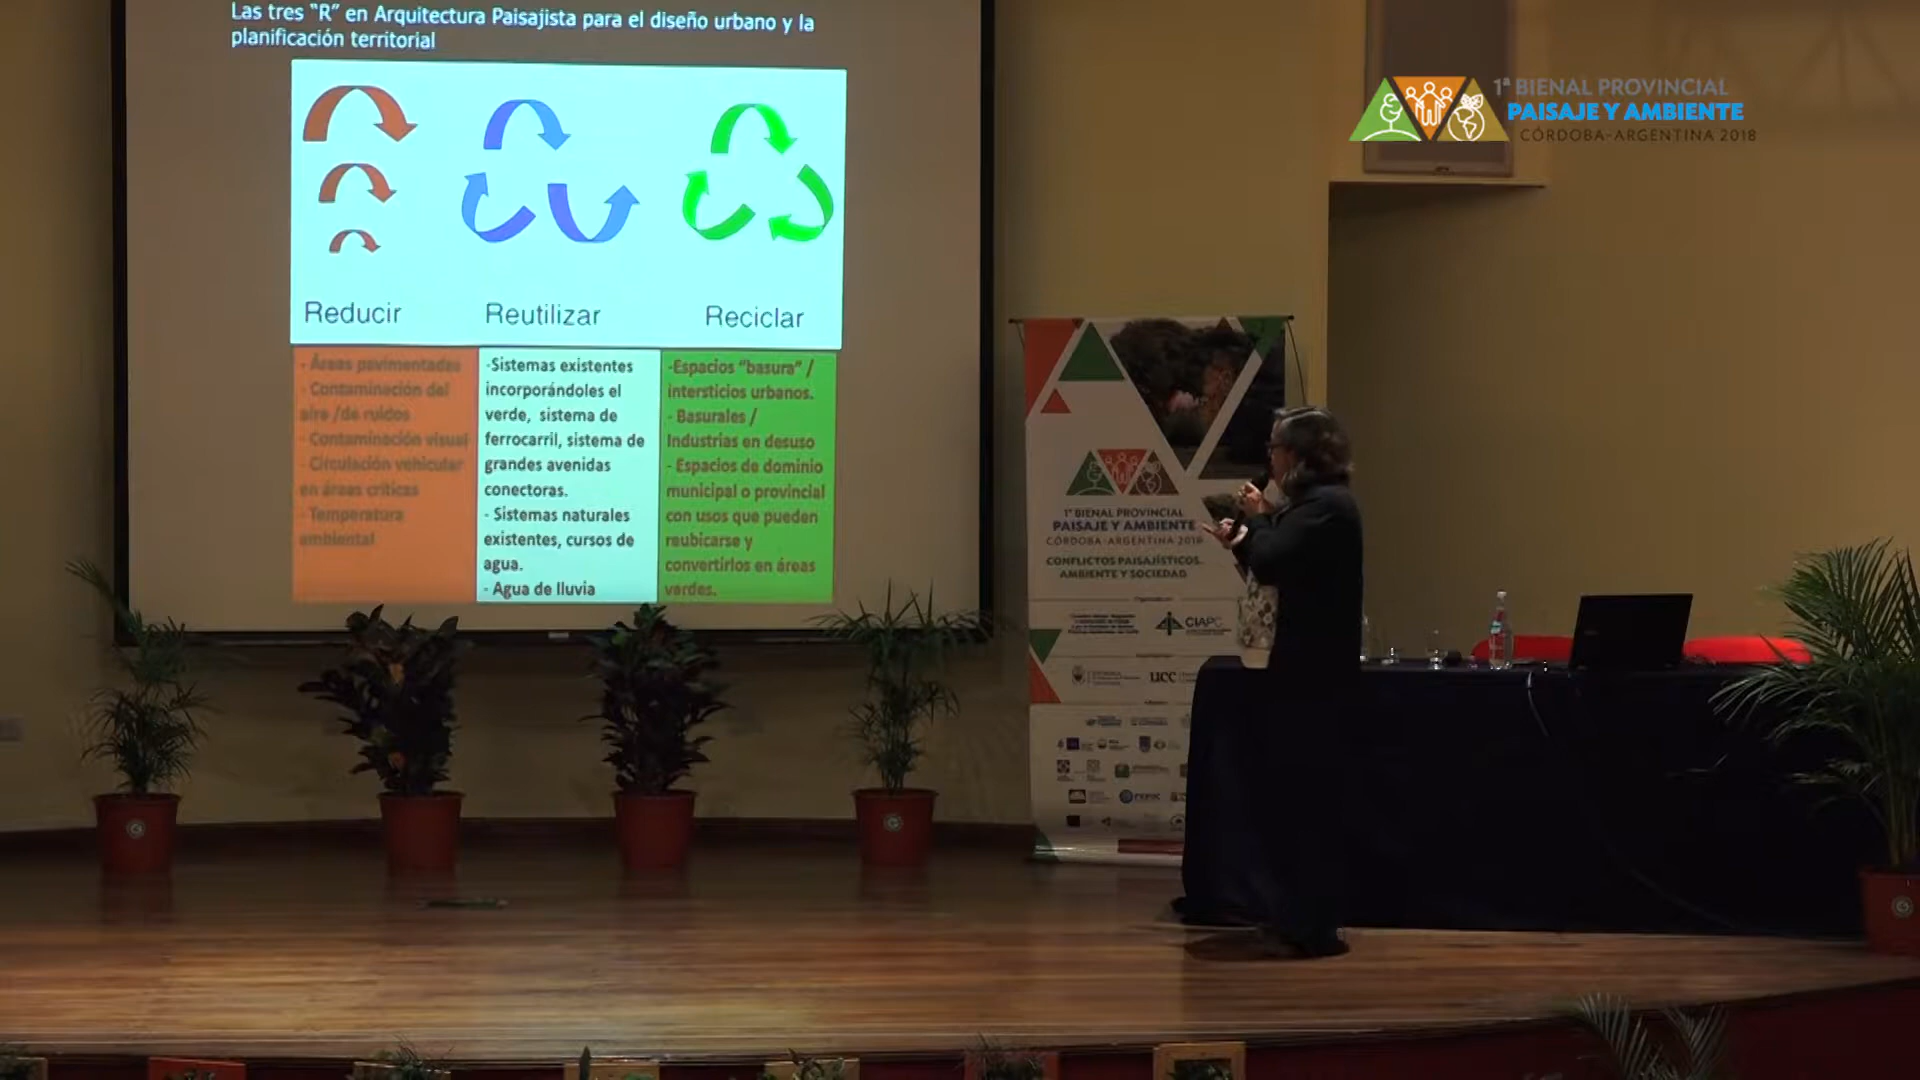 Las tres "R" en Arquitectura Paisajista para el diseño urbano y la
planificación territorial
Reducir
Reutilizar
Reciclar
- Áreas pavimentadas
- Contaminación del
aire /de ruidos
- Contaminación visual
- Circulación vehicular
en áreas críticas
- Temperatura
ambiental
-Sistemas existentes
incorporándoles el
verde, sistema de
ferrocarril, sistema de
grandes avenidas
conectoras.
- Sistemas naturales
existentes, cursos de
agua.
- Agua de lluvia
-Espacios "basura" /
intersticios urbanos.
- Basurales /
Industrias en desuso
- Espacios de dominio
municipal o provincial
con usos que pueden
reubicarse y
convertirlos en áreas
verdes.
1ª BIENAL PROVINCIAL
PAISAJE Y AMBIENTE
CÓRDOBA-ARGENTINA 2018
1ª BIENAL PROVINCIAL
PAISAJE Y AMBIENTE
CÓRDOBA-ARGENTINA 2018
CONFLICTOS PAISAJÍSTICOS.
AMBIENTE Y SOCIEDAD
CIAPC
ucc